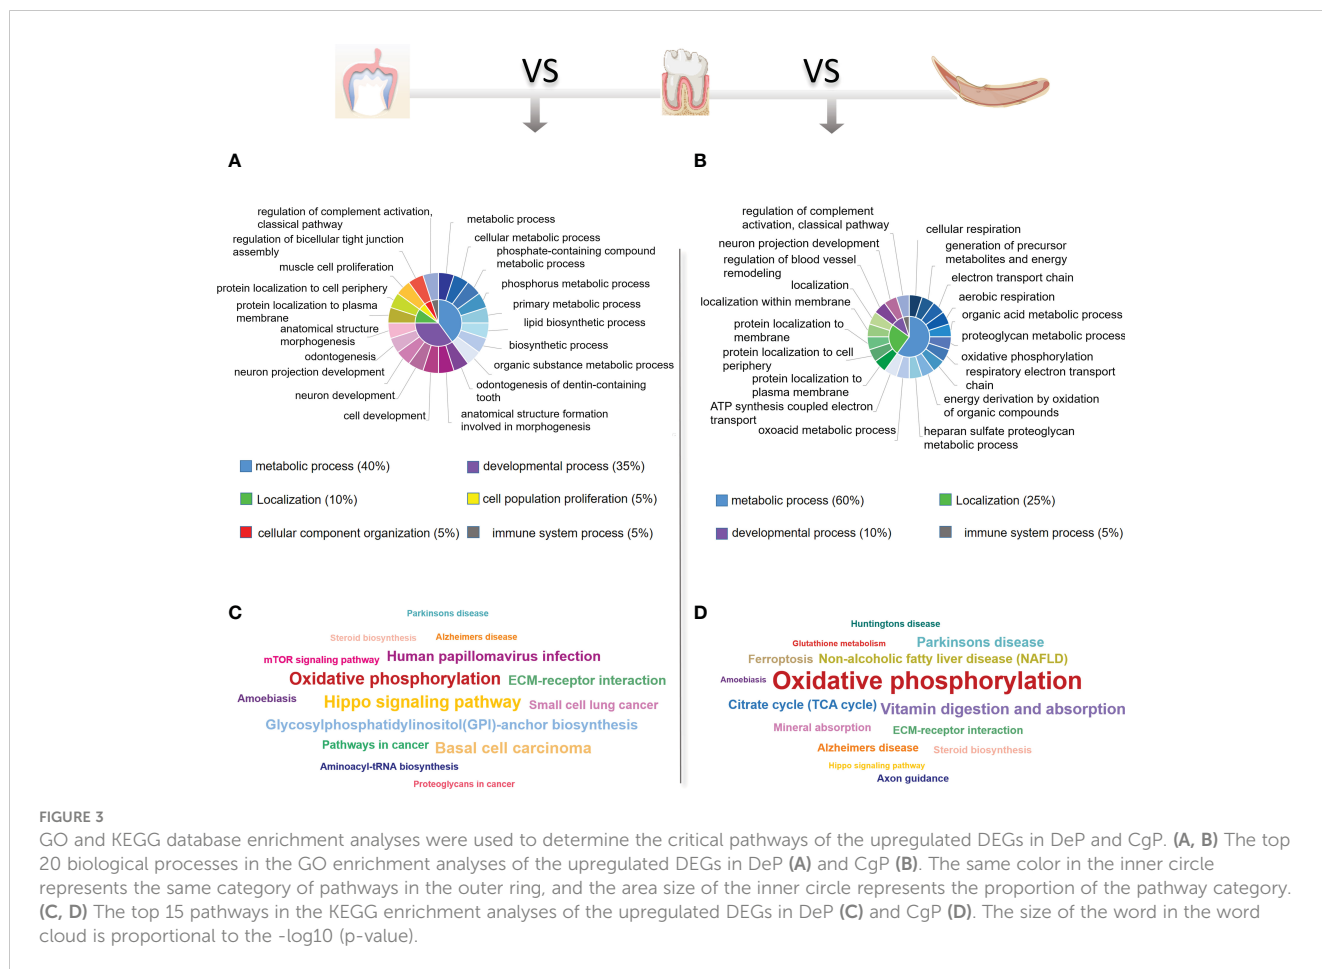 VS
VS
A
regulation of complement activation,
classical pathway
regulation of bicellular tight junction
assembly
muscle cell proliferation
protein localization to cell periphery
protein localization to plasma
membrane
anatomical structure
morphogenesis
odontogenesis
neuron projection development
neuron development
cell development
metabolic process
cellular metabolic process
phosphate-containing compound
metabolic process
phosphorus metabolic process
primary metabolic process
lipid biosynthetic process
biosynthetic process
organic substance metabolic process
odontogenesis of dentin-containing
tooth
anatomical structure formation
involved in morphogenesis
metabolic process (40%)
developmental process (35%)
Localization (10%)
cell population proliferation (5%)
cellular component organization (5%)
immune system process (5%)
B
regulation of complement
activation, classical pathway
neuron projection development
regulation of blood vessel
remodeling
localization
localization within membrane
protein localization to
membrane
protein localization to cell
periphery
protein localization to
plasma membrane
ATP synthesis coupled electron
transport
oxoacid metabolic process
cellular respiration
generation of precursor
metabolites and energy
electron transport chain
aerobic respiration
organic acid metabolic process
proteoglycan metabolic process
oxidative phosphorylation
respiratory electron transport
chain
energy derivation by oxidation
of organic compounds
heparan sulfate proteoglycan
metabolic process
metabolic process (60%)
Localization (25%)
developmental process (10%)
immune system process (5%)
C
Parkinsons disease
Steroid biosynthesis
Alzheimers disease
mTOR signaling pathway
Human papillomavirus infection
Oxidative phosphorylation
ECM-receptor interaction
Amoebiasis
Hippo signaling pathway
Small cell lung cancer
Glycosylphosphatidylinositol(GPI)-anchor biosynthesis
Pathways in cancer
Basal cell carcinoma
Aminoacyl-tRNA biosynthesis
Proteoglycans in cancer
D
Huntingtons disease
Glutathione metabolism
Parkinsons disease
Ferroptosis
Non-alcoholic fatty liver disease (NAFLD)
Amoebiasis
Oxidative phosphorylation
Citrate cycle (TCA cycle)
Vitamin digestion and absorption
Mineral absorption
ECM-receptor interaction
Alzheimers disease
Steroid biosynthesis
Hippo signaling pathway
Axon guidance
FIGURE 3
GO and KEGG database enrichment analyses were used to determine the critical pathways of the upregulated DEGs in DeP and CgP. (A, B) The top
20 biological processes in the GO enrichment analyses of the upregulated DEGs in DeP (A) and CgP (B). The same color in the inner circle
represents the same category of pathways in the outer ring, and the area size of the inner circle represents the proportion of the pathway category.
(C, D) The top 15 pathways in the KEGG enrichment analyses of the upregulated DEGs in DeP (C) and CgP (D). The size of the word in the word
cloud is proportional to the -log10 (p-value).